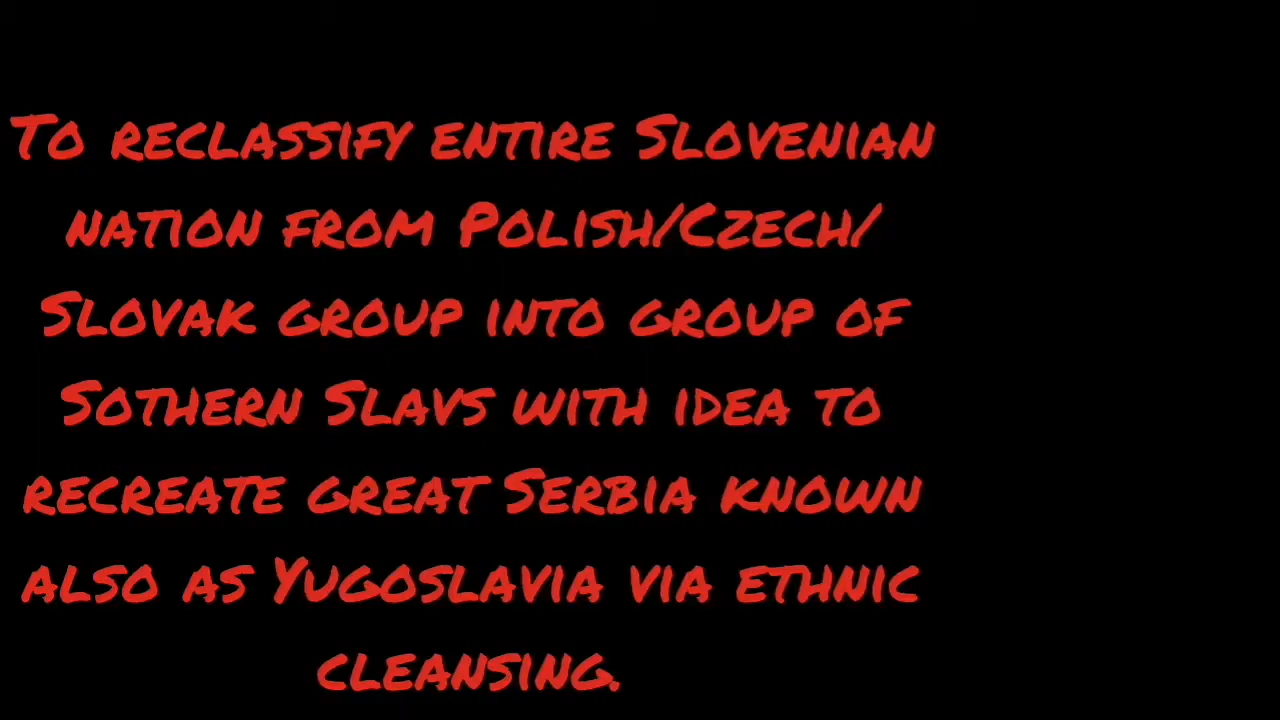 To reclassify entire Slovenian
nation from Polish/Czech/
Slovak group into group of
Sothern Slavs with idea to
recreate great Serbia known
also as Yugoslavia via ethnic
cleansing.